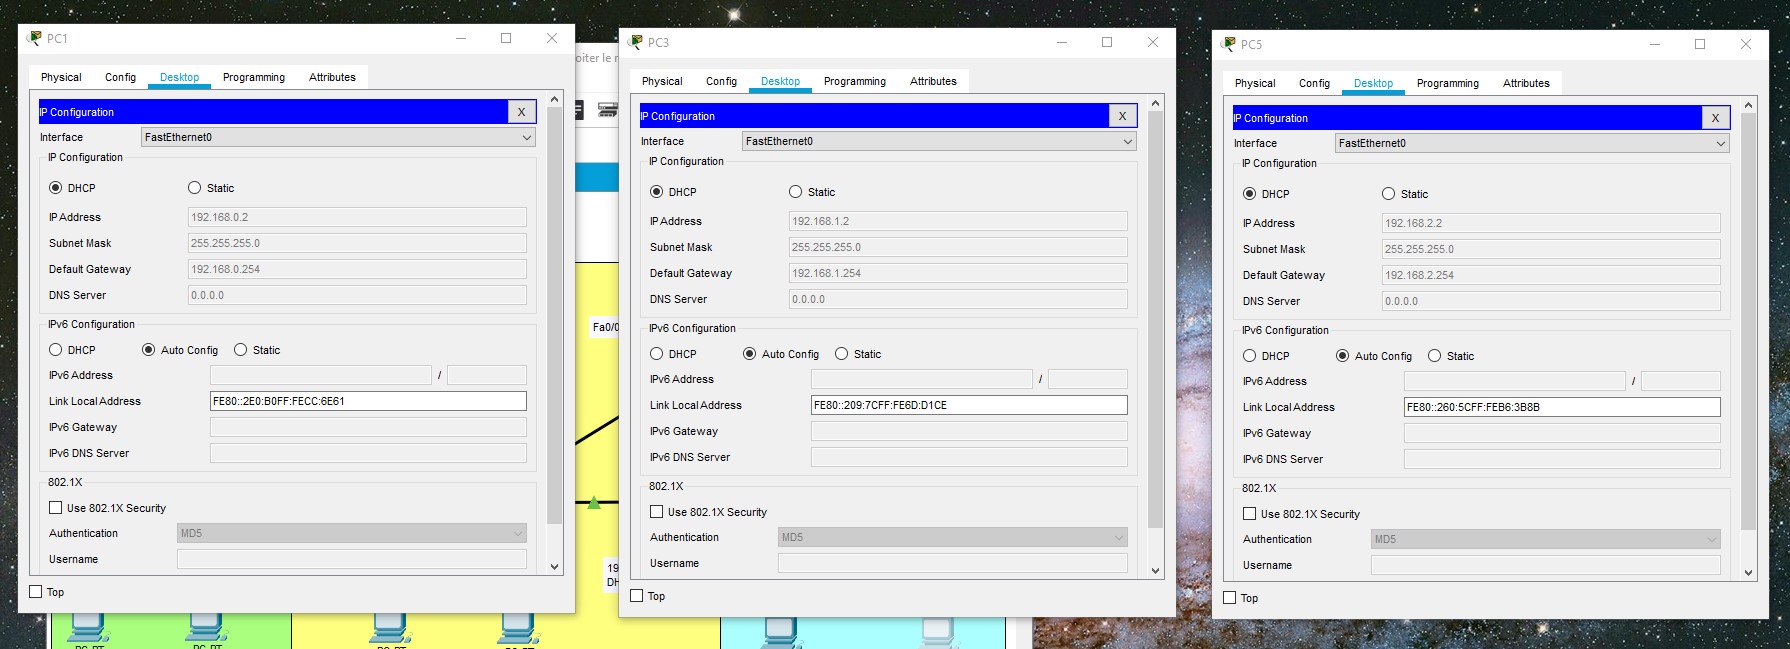 PC1
Physical Config Desktop Programming Attributes
IP Configuration X
Interface FastEthernet0
IP Configuration
DHCP Static
IP Address 192.168.0.2
Subnet Mask 255.255.255.0
Default Gateway 192.168.0.254
DNS Server 0.0.0.0
IPv6 Configuration
DHCP Auto Config Static
IPv6 Address /
Link Local Address FE80::2E0:B0FF:FECC:6E61
IPv6 Gateway
IPv6 DNS Server
802.1X
Use 802.1X Security
Authentication MD5
Username
Top
oiter le r
Fa0/0
19
DH
PC3
Physical Config Desktop Programming Attributes
IP Configuration X
Interface FastEthernet0
IP Configuration
DHCP Static
IP Address 192.168.1.2
Subnet Mask 255.255.255.0
Default Gateway 192.168.1.254
DNS Server 0.0.0.0
IPv6 Configuration
DHCP Auto Config Static
IPv6 Address /
Link Local Address FE80::209:7CFF:FE6D:D1CE
IPv6 Gateway
IPv6 DNS Server
802.1X
Use 802.1X Security
Authentication MD5
Username
Top
PC5
Physical Config Desktop Programming Attributes
IP Configuration X
Interface FastEthernet0
IP Configuration
DHCP Static
IP Address 192.168.2.2
Subnet Mask 255.255.255.0
Default Gateway 192.168.2.254
DNS Server 0.0.0.0
IPv6 Configuration
DHCP Auto Config Static
IPv6 Address /
Link Local Address FE80::260:5CFF:FEB6:3B8B
IPv6 Gateway
IPv6 DNS Server
802.1X
Use 802.1X Security
Authentication MD5
Username
Top